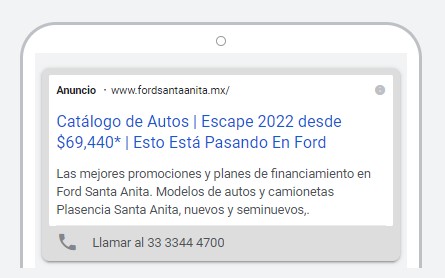 Anuncio · www.fordsantaanita.mx/
Catálogo de Autos | Escape 2022 desde
$69,440* | Esto Está Pasando En Ford
Las mejores promociones y planes de financiamiento en
Ford Santa Anita. Modelos de autos y camionetas
Plasencia Santa Anita, nuevos y seminuevos,.
Llamar al 33 3344 4700